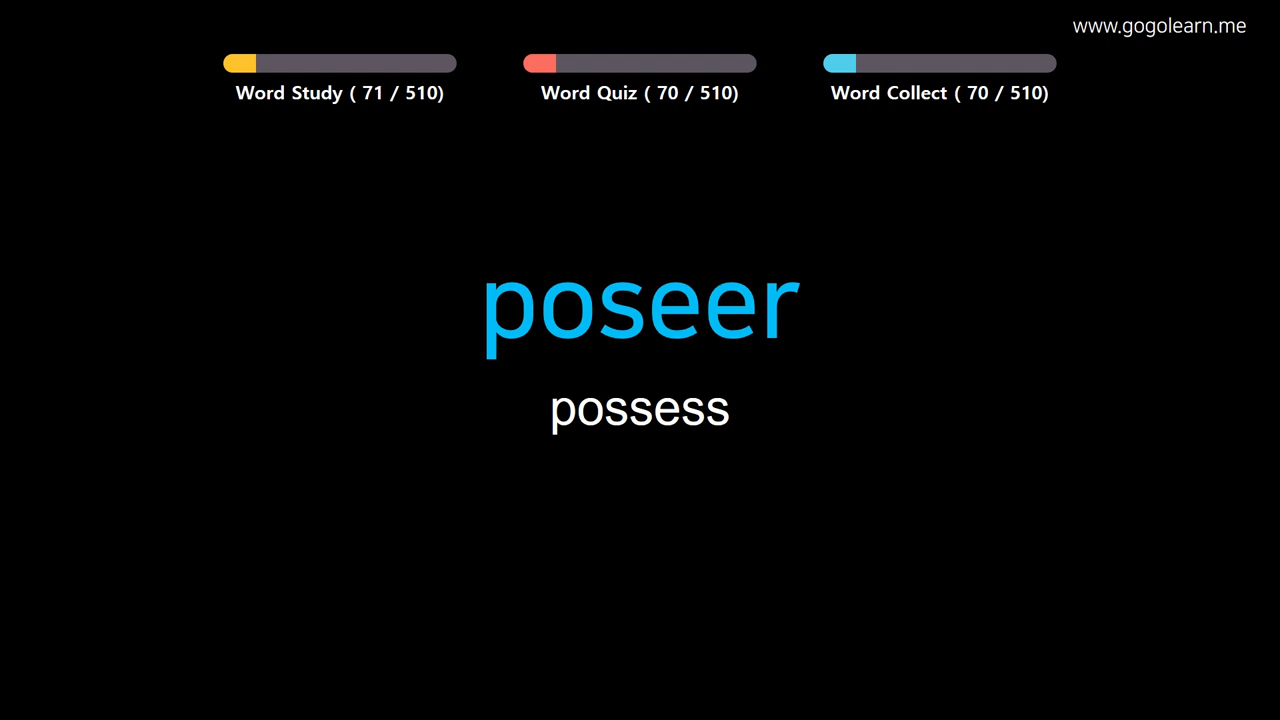 www.gogolearn.me
Word Study ( 71 / 510)
Word Quiz ( 70 / 510)
Word Collect ( 70 / 510)
poseer
possess